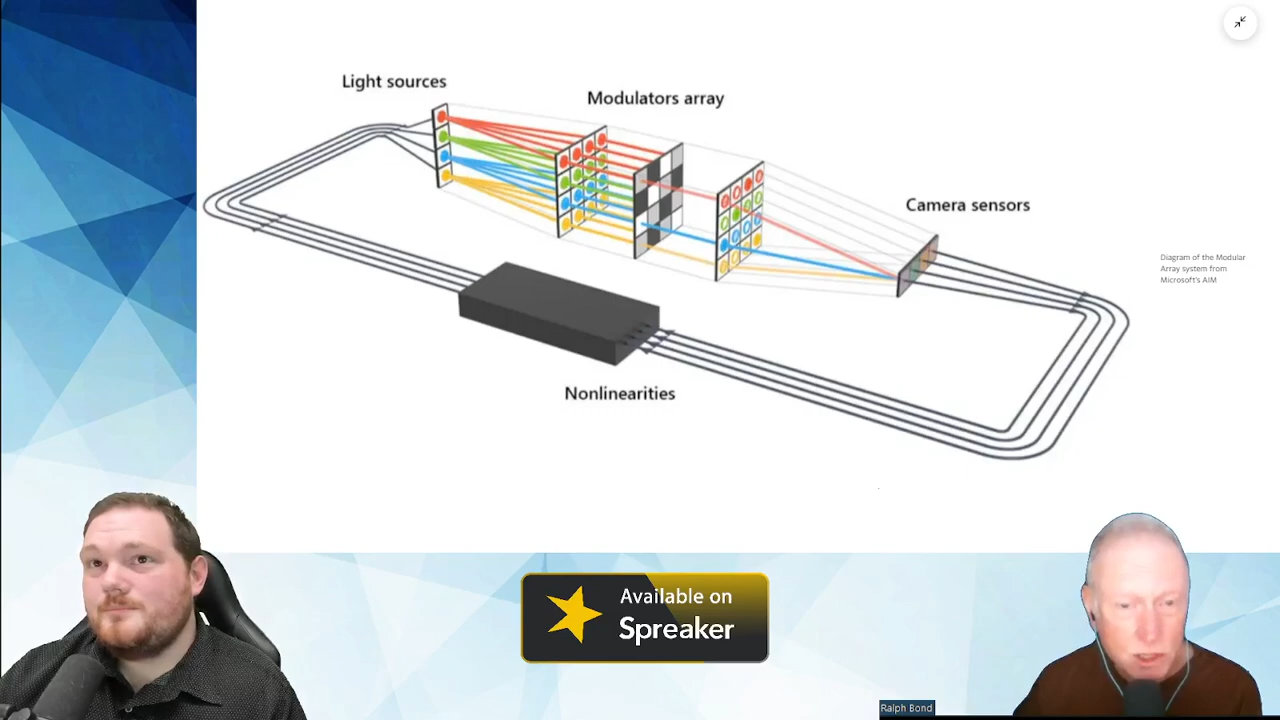 Light sources
Modulators array
Camera sensors
Diagram of the Modular
Array system from
Microsoft's AIM
Nonlinearities
Available on
Spreaker
Ralph Bond